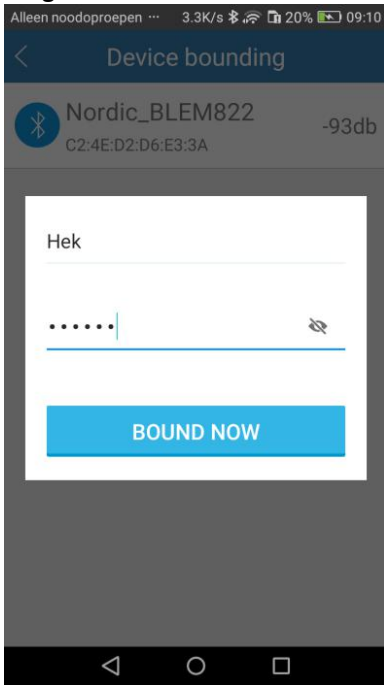 Alleen noodoproepen ··· 3.3K/s 20% 09:10
Device bounding
Nordic_BLEM822
C2:4E:D2:D6:E3:3A
-93db
Hek
••••••
BOUND NOW